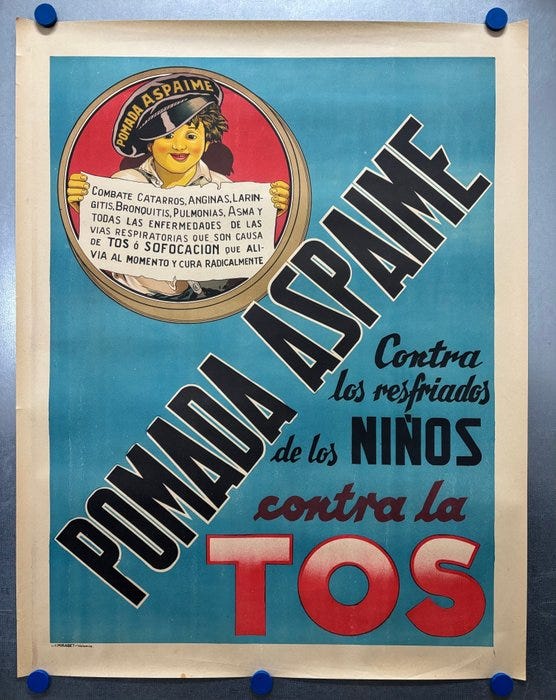 POMADA ASPAIME
COMBATE CATARROS, ANGINAS, LARIN-
GITIS, BRONQUITIS, PULMONIAS, ASMA Y
TODAS LAS ENFERMEDADES DE LAS
VIAS RESPIRATORIAS QUE SON CAUSA
DE TOS ó SOFOCACION QUE ALI-
VIA AL MOMENTO Y CURA RADICALMENTE
POMADA ASPAIME
Contra
los resfriados
de los NIÑOS
contra la
TOS
MIRABET